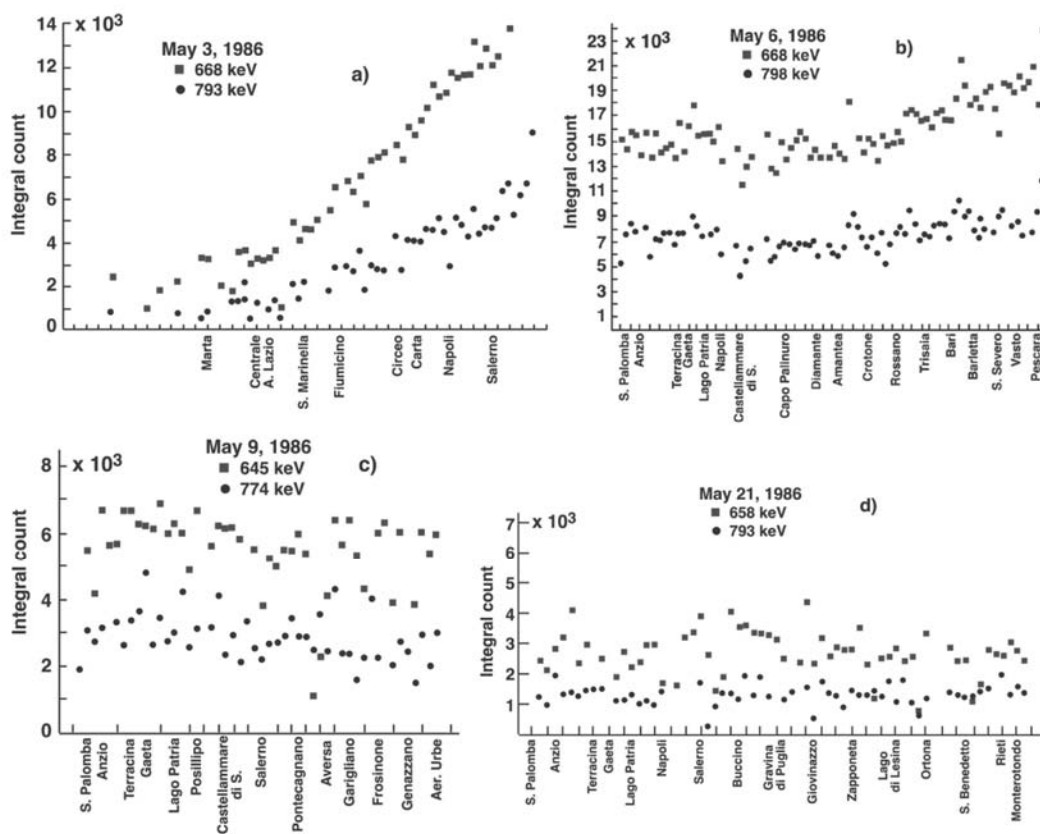 14
x 10³
12
10
8
6
4
2
0
Integral count
May 3, 1986
668 keV
793 keV
a)
Marta
Centrale
A. Lazio
S. Marinella
Fiumicino
Circeo
Carta
Napoli
Salerno
23
21
19
17
15
13
11
9
7
5
3
1
x 10³
Integral count
May 6, 1986
668 keV
798 keV
b)
S. Palomba
Anzio
Terracina
Gaeta
Lago Patria
Napoli
Castellammare
di S.
Capo Palinuro
Diamante
Amantea
Crotone
Rossano
Trisaia
Bari
Barletta
S. Severo
Vasto
Pescara
8
6
4
2
0
x 10³
Integral count
May 9, 1986
645 keV
774 keV
c)
S. Palomba
Anzio
Terracina
Gaeta
Lago Patria
Posillipo
Castellammare
di S.
Salerno
Pontecagnano
Aversa
Garigliano
Frosinone
Genazzano
Aer. Urbe
7
6
5
4
3
2
1
x 10³
Integral count
May 21, 1986
658 keV
793 keV
d)
S. Palomba
Anzio
Terracina
Gaeta
Lago Patria
Napoli
Salerno
Buccino
Gravina
di Puglia
Giovinazzo
Zapponeta
Lago
di Lesina
Ortona
S. Benedetto
Rieti
Monterotondo